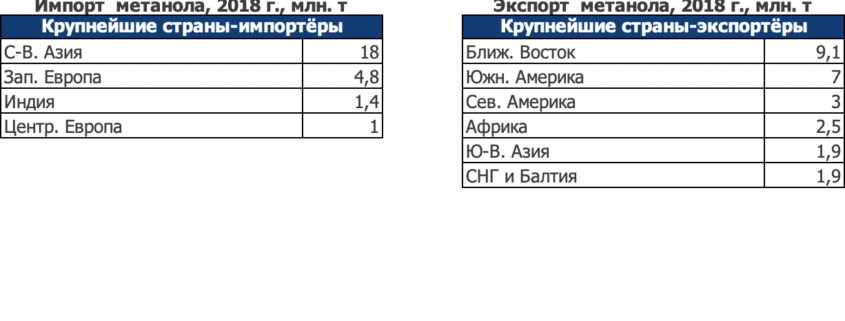 Импорт метанола, 2018 г., млн. т
Крупнейшие страны-импортёры
С-В. Азия 18
Зап. Европа 4,8
Индия 1,4
Центр. Европа 1
Экспорт метанола, 2018 г., млн. т
Крупнейшие страны-экспортёры
Ближ. Восток 9,1
Южн. Америка 7
Сев. Америка 3
Африка 2,5
Ю-В. Азия 1,9
СНГ и Балтия 1,9